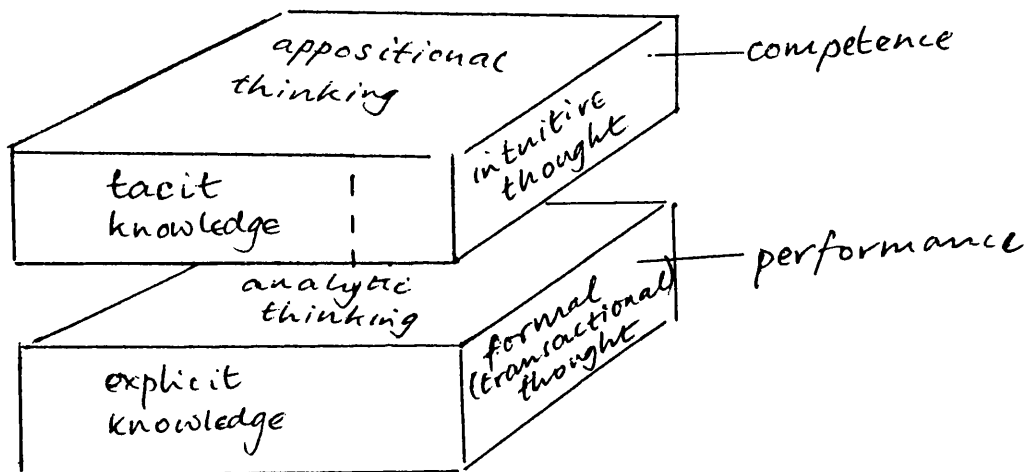 appositional
thinking
competence
intuitive
thought
tacit
knowledge
performance
analytic
thinking
formal
(transactional)
thought
explicit
knowledge